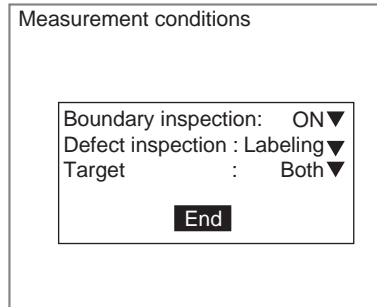 Measurement conditions
Boundary inspection: ON▼
Defect inspection : Labeling▼
Target : Both▼
End